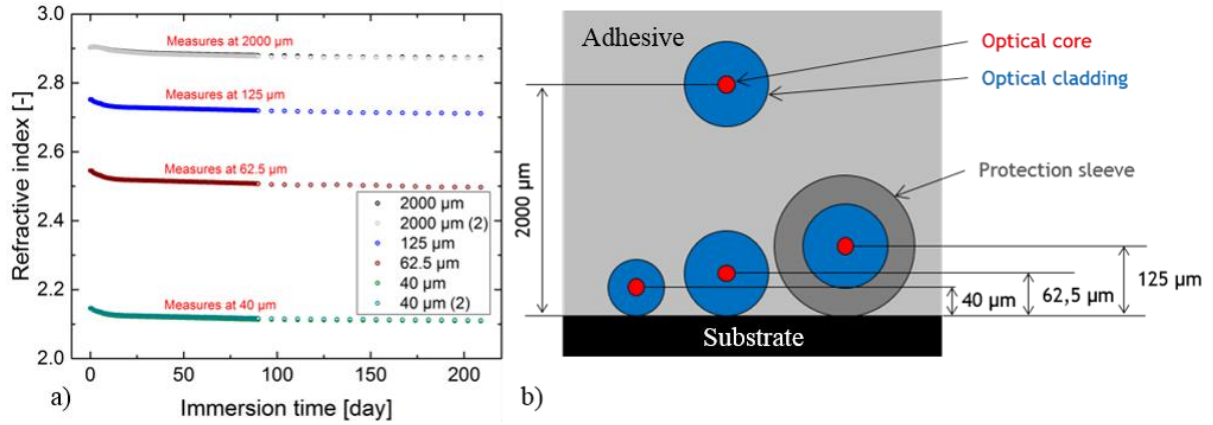 3.0
2.8
2.6
2.4
2.2
2.0
Refractive index [-]
Measures at 2000 µm
Measures at 125 µm
Measures at 62.5 µm
Measures at 40 µm
2000 µm
2000 µm (2)
125 µm
62.5 µm
40 µm
40 µm (2)
0
50
100
150
200
a)
Immersion time [day]
Adhesive
Optical core
Optical cladding
Protection sleeve
2000 µm
40 µm
62,5 µm
125 µm
Substrate
b)